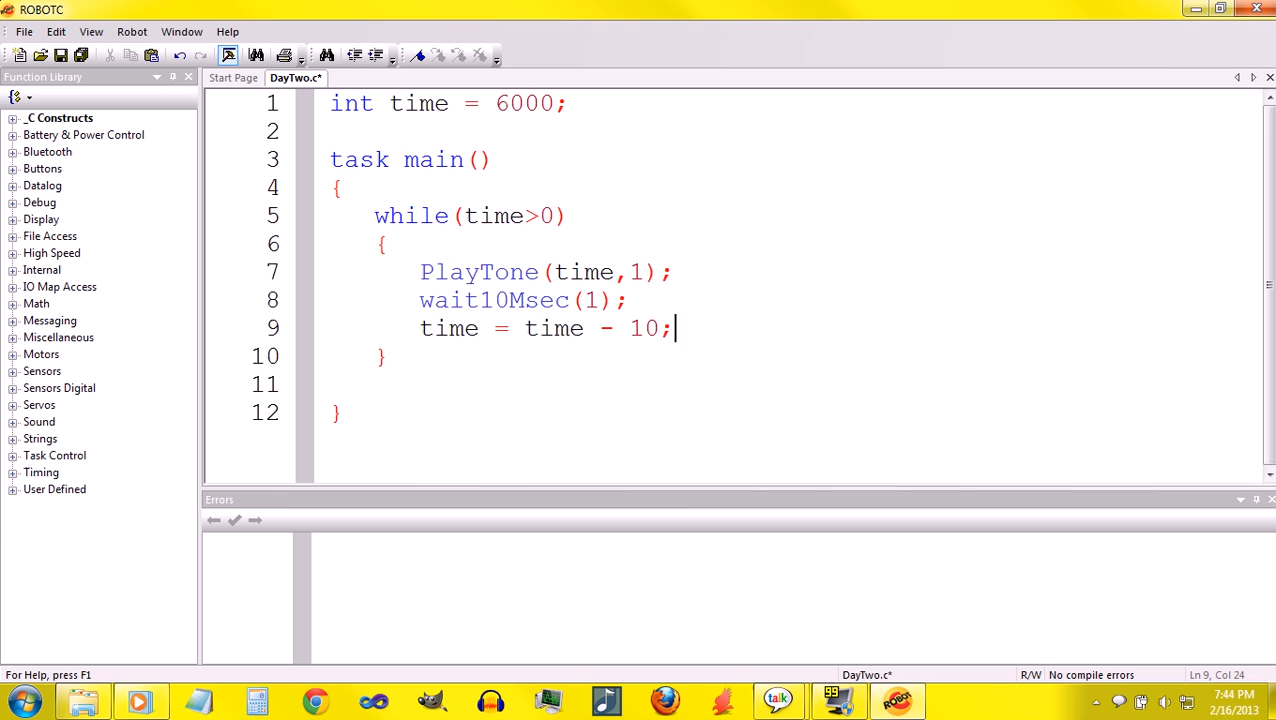 ROBOTC
File Edit View Robot Window Help
Function Library
Start Page DayTwo.c*
_C Constructs
Battery & Power Control
Bluetooth
Buttons
Datalog
Debug
Display
File Access
High Speed
Internal
IO Map Access
Math
Messaging
Miscellaneous
Motors
Sensors
Sensors Digital
Servos
Sound
Strings
Task Control
Timing
User Defined
1 int time = 6000;
2
3 task main()
4 {
5 while(time>0)
6 {
7 PlayTone(time,1);
8 wait10Msec(1);
9 time = time - 10;
10 }
11
12 }
Errors
For Help, press F1 DayTwo.c* R/W No compile errors Ln 9, Col 24
talk 99 ROBOT 7:44 PM
2/16/2013